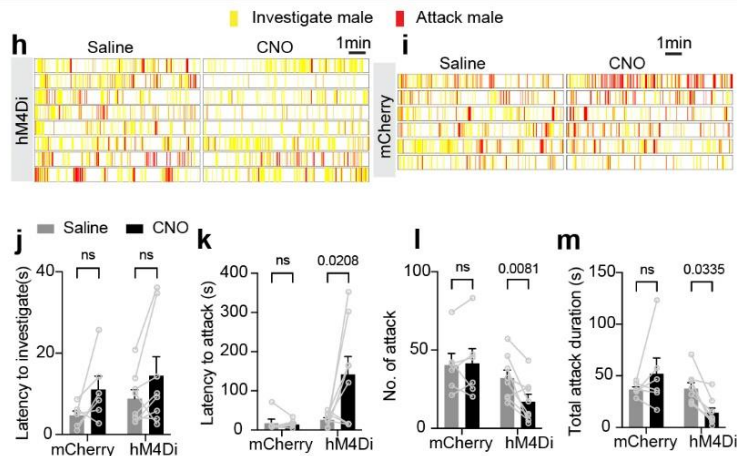 Investigate male Attack male
h Saline CNO 1min
hM4Di
i Saline CNO 1min
mCherry
Saline CNO
j
Latency to investigate(s)
40
20
0
ns ns
mCherry hM4Di
k
Latency to attack (s)
400
300
200
100
0
ns 0.0208
mCherry hM4Di
l
No. of attack
100
50
0
ns 0.0081
mCherry hM4Di
m
Total attack duration (s)
150
100
50
0
ns 0.0335
mCherry hM4Di